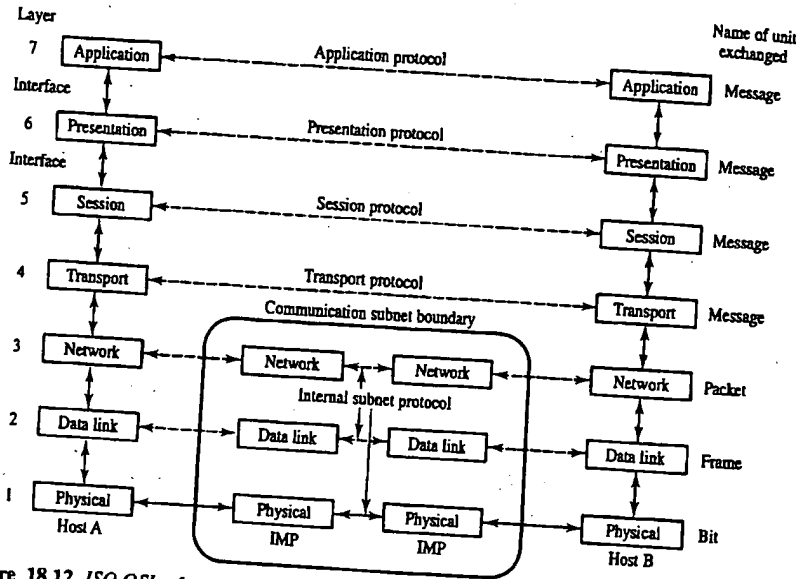 Layer
Name of unit
exchanged
7 Application Application protocol Application Message
Interface
6 Presentation Presentation protocol Presentation Message
Interface
5 Session Session protocol Session Message
4 Transport Transport protocol Transport Message
Communication subnet boundary
3 Network Network Network Network Packet
Internal subnet protocol
2 Data link Data link Data link Data link Frame
1 Physical Physical Physical Physical Bit
Host A IMP IMP Host B
18.12 ISO OSI